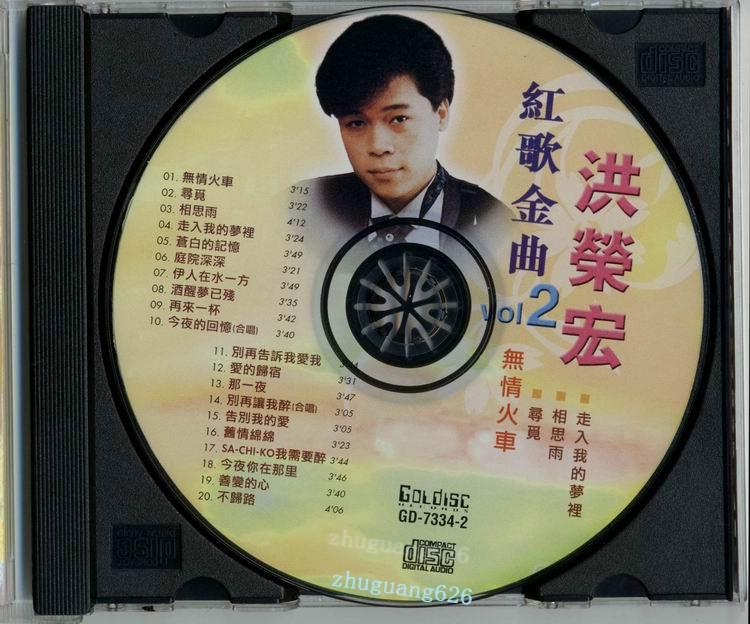 紅歌金曲
vol 2
洪榮宏
01. 無情火車 3'15
02. 尋覓 3'22
03. 相思雨 4'12
04. 走入我的夢裡 3'24
05. 蒼白的記憶 3'49
06. 庭院深深 3'21
07. 伊人在水一方 3'49
08. 酒醒夢已殘 3'35
09. 再來一杯 3'42
10. 今夜的回憶(合唱) 3'40
11. 別再告訴我愛我
12. 愛的歸宿 3'31
13. 那一夜 3'47
14. 別再讓我醉(合唱) 3'05
15. 告別我的愛 3'05
16. 舊情綿綿 3'23
17. SA-CHI-KO我需要醉 3'44
18. 今夜你在那里 3'46
19. 善變的心 3'40
20. 不歸路 4'06
無情火車
走入我的夢裡
相思雨
尋覓
GOLDISC
RECORDS
GD-7334-2
COMPACT
disc
DIGITAL AUDIO
disc
DIGITAL AUDIO
disc
DIGITAL AUDIO
zhuguang626
zhuguang626